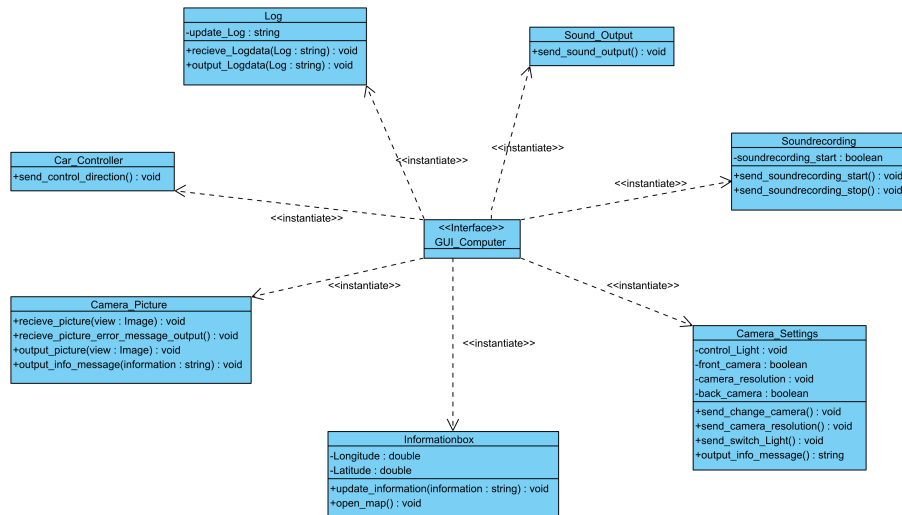 Log
-update_Log : string
+recieve_Logdata(Log : string) : void
+output_Logdata(Log : string) : void
Sound_Output
+send_sound_output() : void
Soundrecording
-soundrecording_start : boolean
+send_soundrecording_start() : void
+send_soundrecording_stop() : void
Car_Controller
+send_control_direction() : void
<<instantiate>>
<<instantiate>>
<<instantiate>>
<<instantiate>>
<<Interface>>
GUI_Computer
<<instantiate>>
<<instantiate>>
<<instantiate>>
Camera_Picture
+recieve_picture(view : Image) : void
+recieve_picture_error_message_output() : void
+output_picture(view : Image) : void
+output_info_message(information : string) : void
Camera_Settings
-control_Light : void
-front_camera : boolean
-camera_resolution : void
-back_camera : boolean
+send_change_camera() : void
+send_camera_resolution() : void
+send_switch_Light() : void
+output_info_message() : string
Informationbox
-Longitude : double
-Latitude : double
+update_information(information : string) : void
+open_map() : void